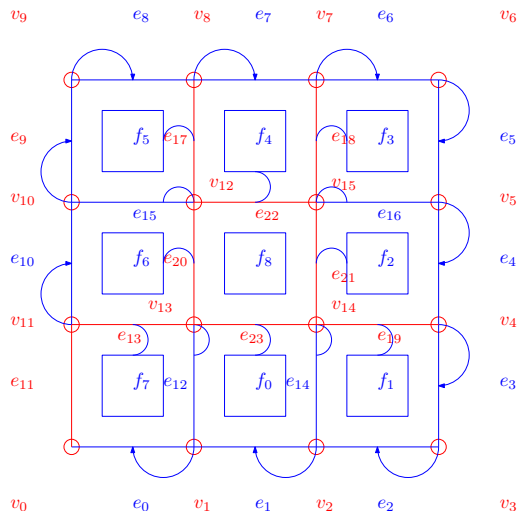 v₉ e₈ v₈ e₇ v₇ e₆ v₆
e₉ f₅ e₁₇ f₄ e₁₈ f₃ e₅
v₁₂ v₁₅
v₁₀ v₅
e₁₅ e₂₂ e₁₆
e₁₀ f₆ e₂₀ f₈ f₂ e₄
e₂₁
v₁₃ v₁₄
v₁₁ v₄
e₁₃ e₂₃ e₁₉
e₁₁ f₇ e₁₂ f₀ e₁₄ f₁ e₃
v₀ e₀ v₁ e₁ v₂ e₂ v₃